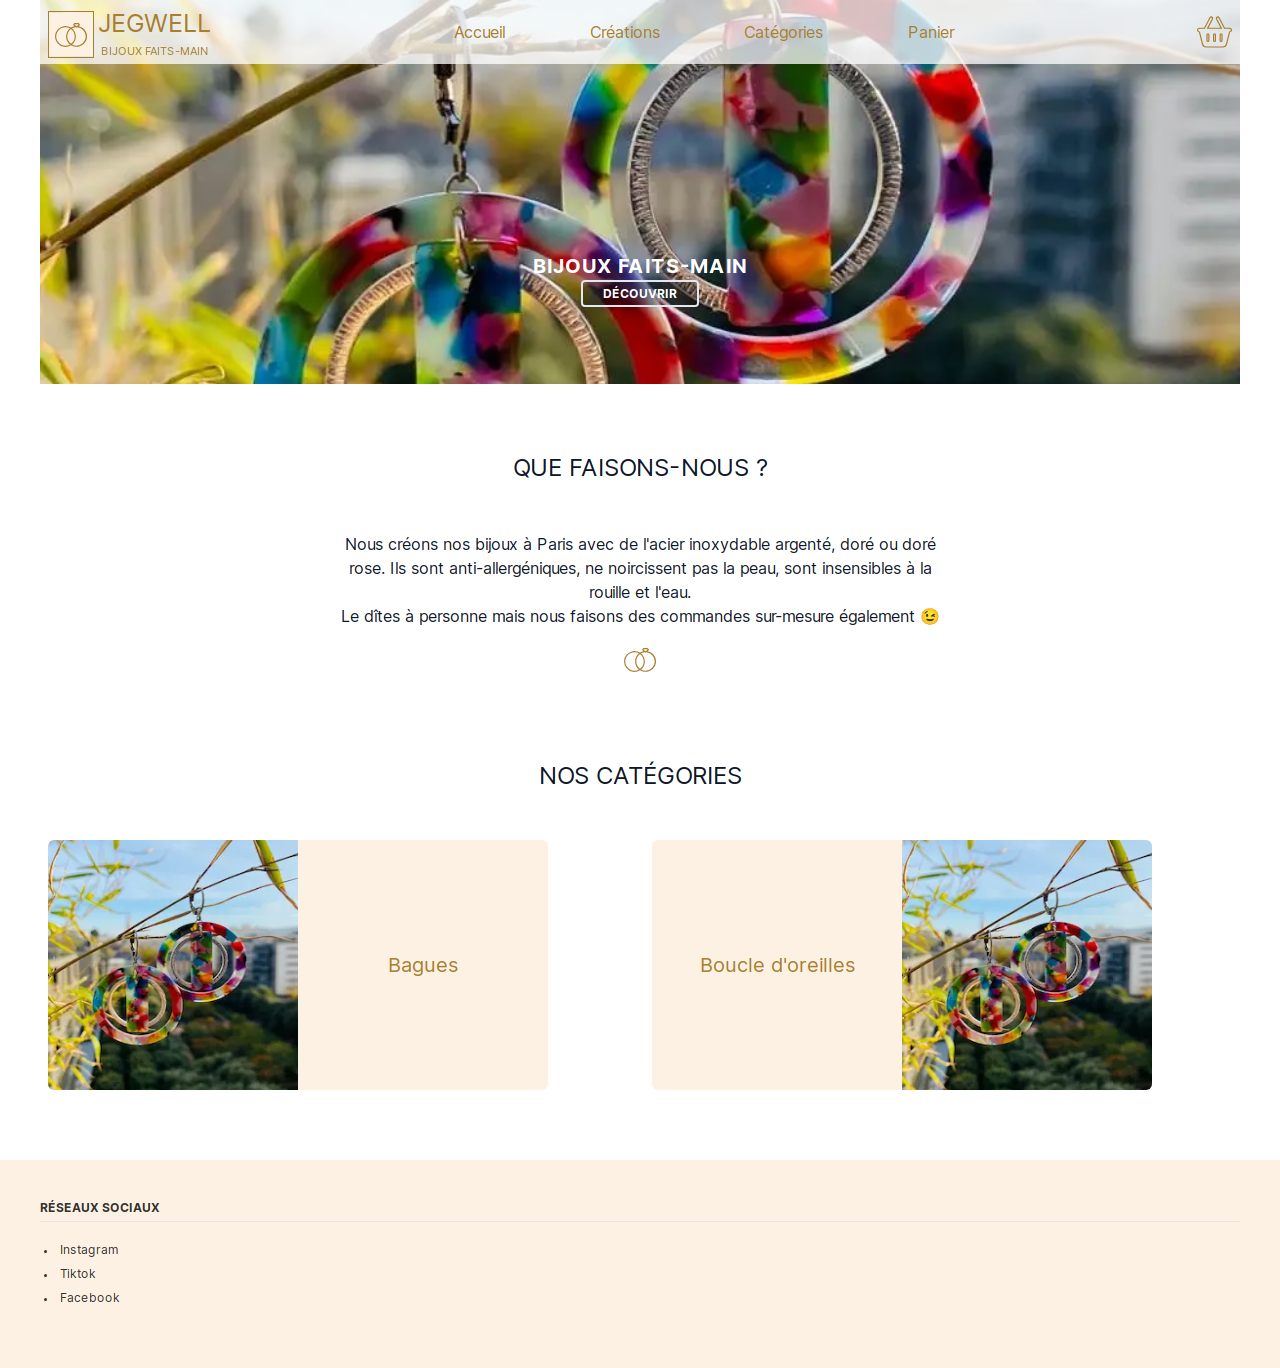 JEGWELL
BIJOUX FAITS-MAIN
Accueil
Créations
Catégories
Panier
BIJOUX FAITS-MAIN
DÉCOUVRIR
QUE FAISONS-NOUS ?
Nous créons nos bijoux à Paris avec de l'acier inoxydable argenté, doré ou doré
rose. Ils sont anti-allergéniques, ne noircissent pas la peau, sont insensibles à la
rouille et l'eau.
Le dîtes à personne mais nous faisons des commandes sur-mesure également 😉
NOS CATÉGORIES
Bagues
Boucle d'oreilles
RÉSEAUX SOCIAUX
Instagram
Tiktok
Facebook